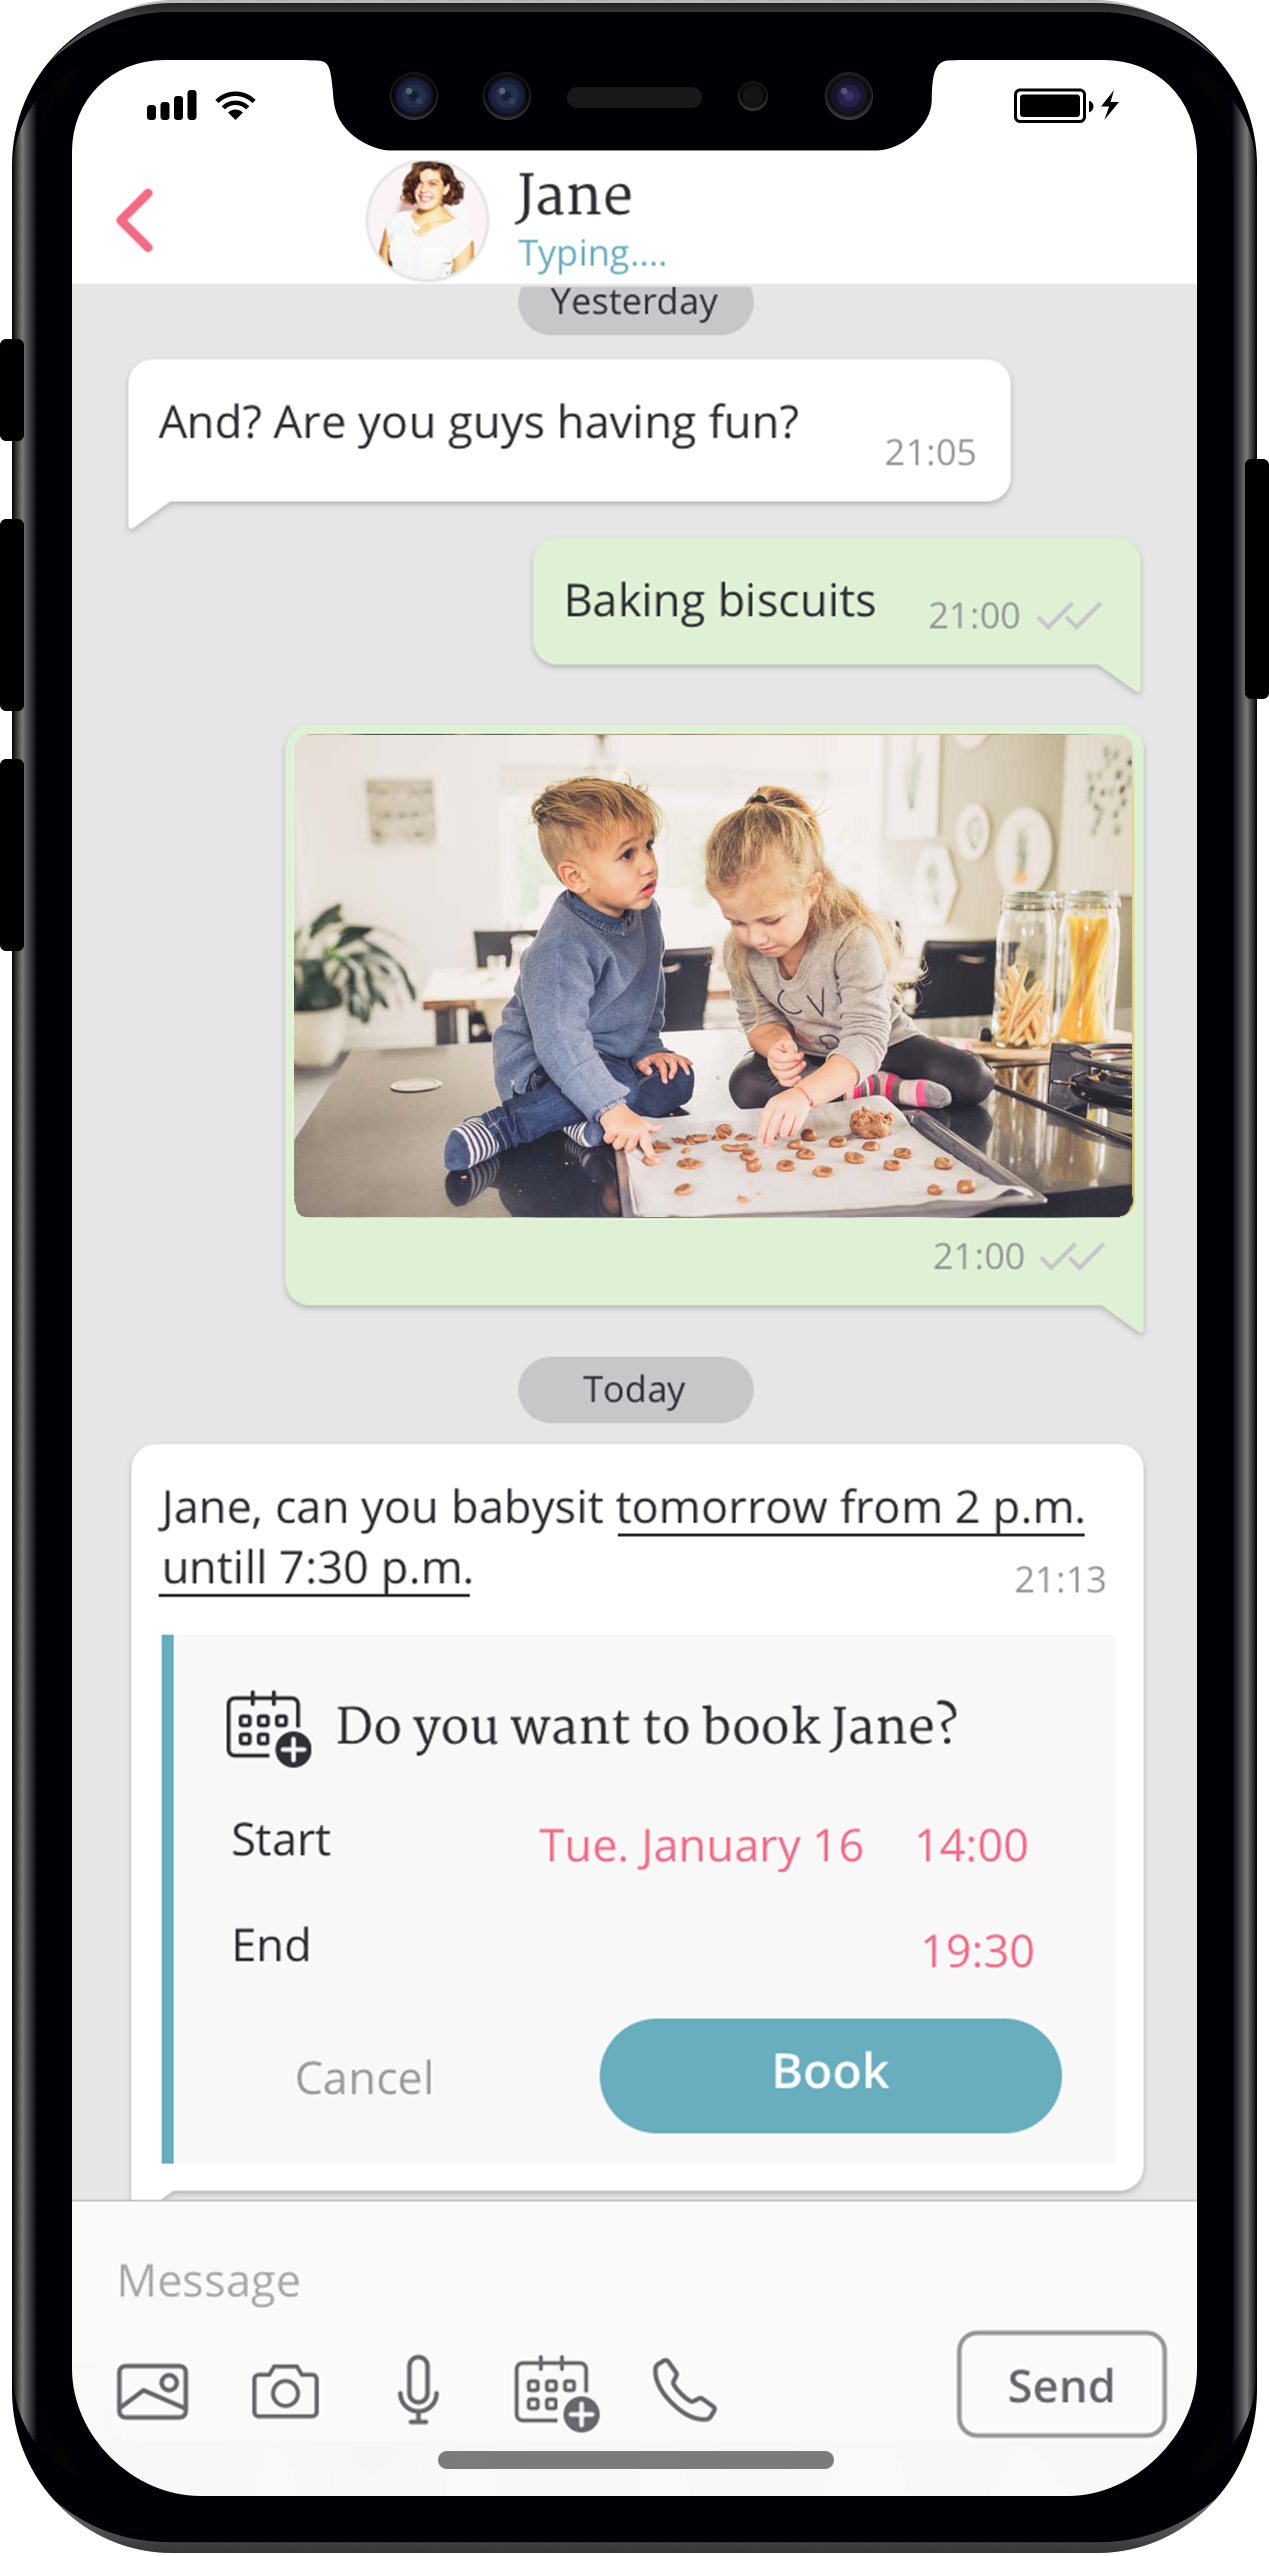 Jane
Typing....
Yesterday
And? Are you guys having fun?
21:05
Baking biscuits
21:00
21:00
Today
Jane, can you babysit tomorrow from 2 p.m.
untill 7:30 p.m.
21:13
Do you want to book Jane?
Start
Tue. January 16 14:00
End
19:30
Cancel
Book
Message
Send